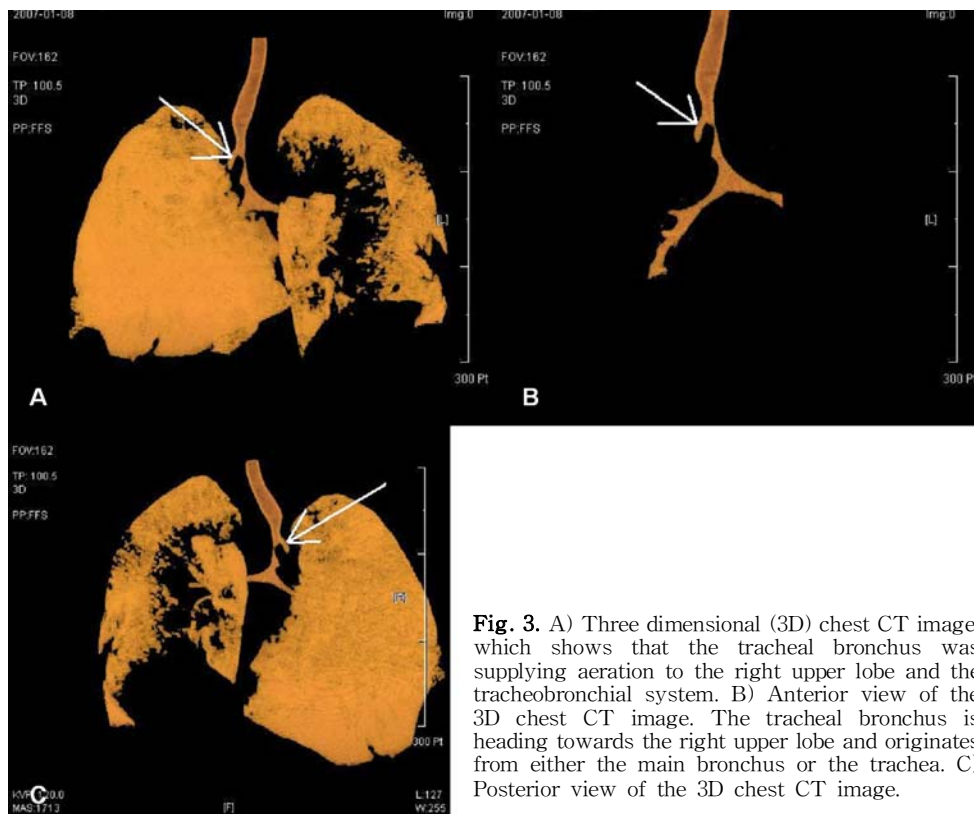 2007-01-08
Img:0
FOV:162
TP: 100.5
3D
PP:FFS
[L]
300 Pt
A
2007-01-08
Img:0
FOV:162
TP: 100.5
3D
PP:FFS
[L]
300 Pt
B
FOV:162
TP: 100.5
3D
PP:FFS
[R]
300 Pt
C
MAS:1713
[F]
L:127
W:255
Fig. 3. A) Three dimensional (3D) chest CT image
which shows that the tracheal bronchus was
supplying aeration to the right upper lobe and the
tracheobronchial system. B) Anterior view of the
3D chest CT image. The tracheal bronchus is
heading towards the right upper lobe and originates
from either the main bronchus or the trachea. C)
Posterior view of the 3D chest CT image.